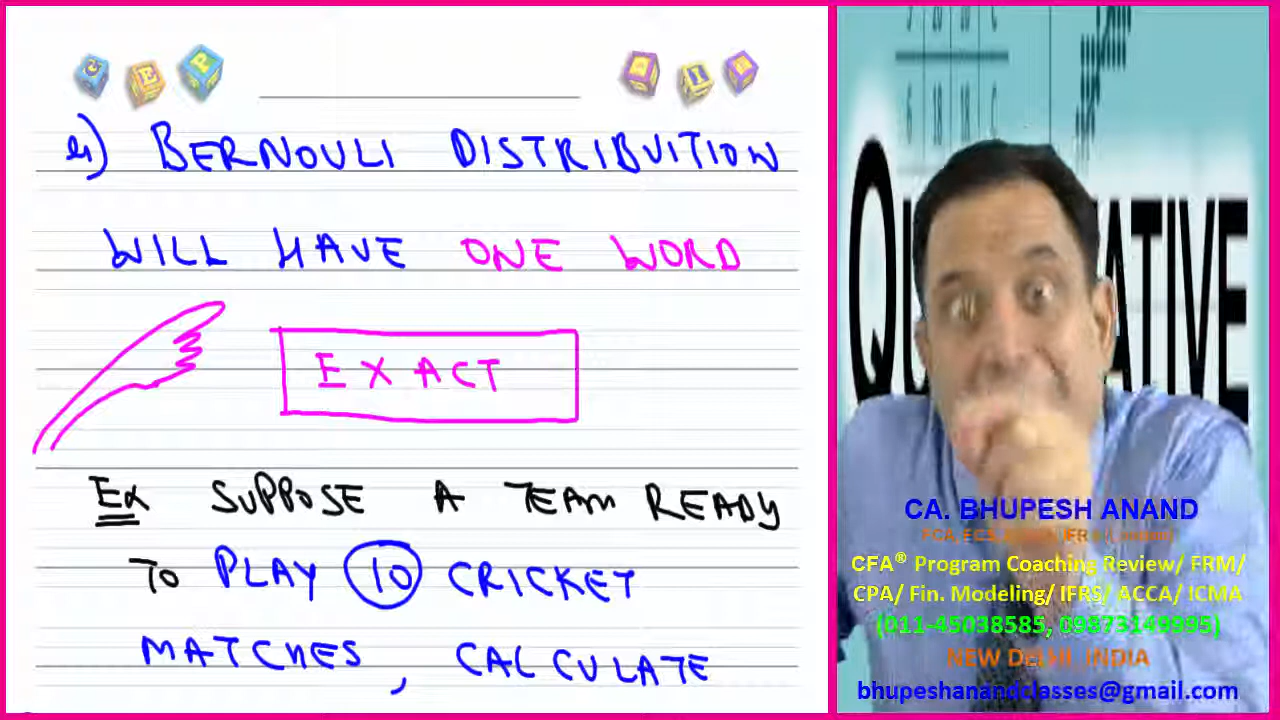 BERNOULI DISTRIBUITION
WILL HAVE ONE WORD
EXACT
Ex SUPPOSE A TEAM READY
TO PLAY 10 CRICKET
MATCHES, CALCULATE
QU ATIVE
CA. BHUPESH ANAND
CFA® Program Coaching Review/ FRM/
CPA/ Fin. Modeling/ IFRS/ ACCA/ ICMA
(011-45038585, 09873149995)
NEW DELHI, INDIA
bhupeshanandclasses@gmail.com